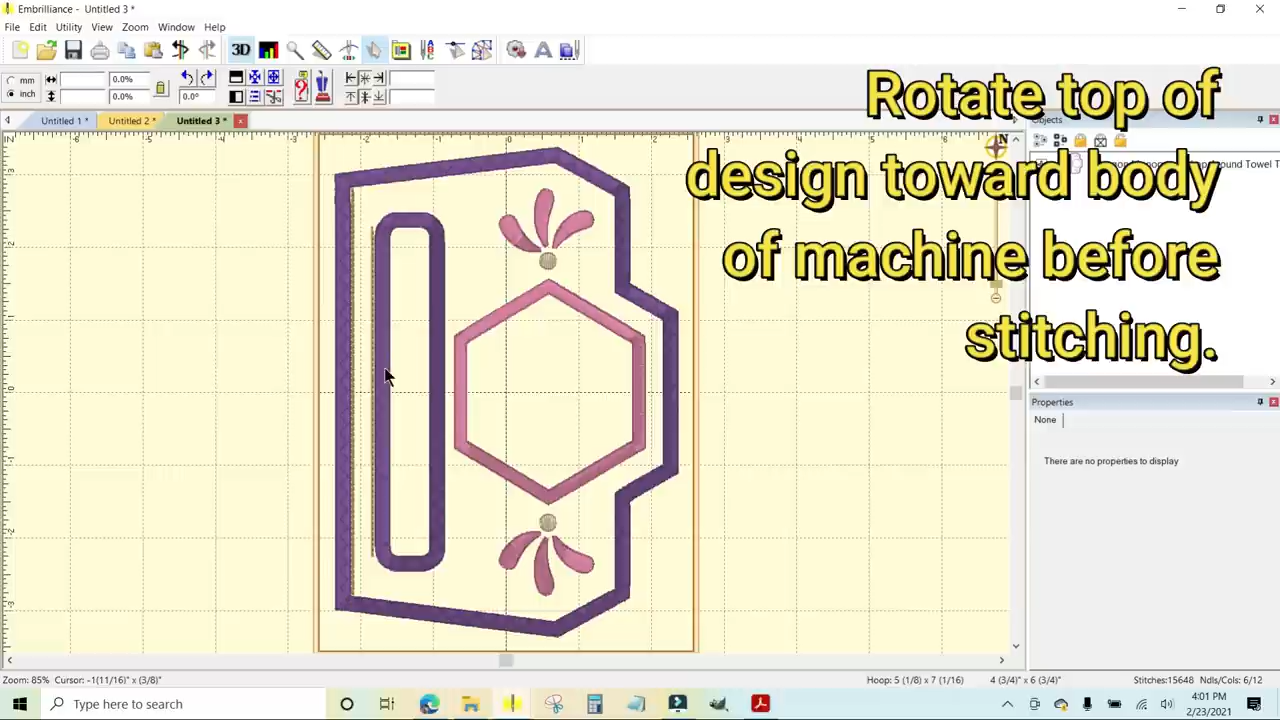 Embrilliance - Untitled 3 *
File Edit Utility View Zoom Window Help
3D
mm
inch
0.0%
0.0%
0.0°
Rotate top of
design toward body
of machine before
stitching.
Untitled 1 * Untitled 2 * Untitled 3 *
Objects
N
Round Towel T
Properties
None
There are no properties to display
Zoom: 85% Cursor: -1(11/16)" x (3/8)" Hoop: 5 (1/8) x 7 (1/16) 4 (3/4)" x 6 (3/4)" Stitches:15648 Ndls/Cols: 6/12
Type here to search
4:01 PM
2/23/2021